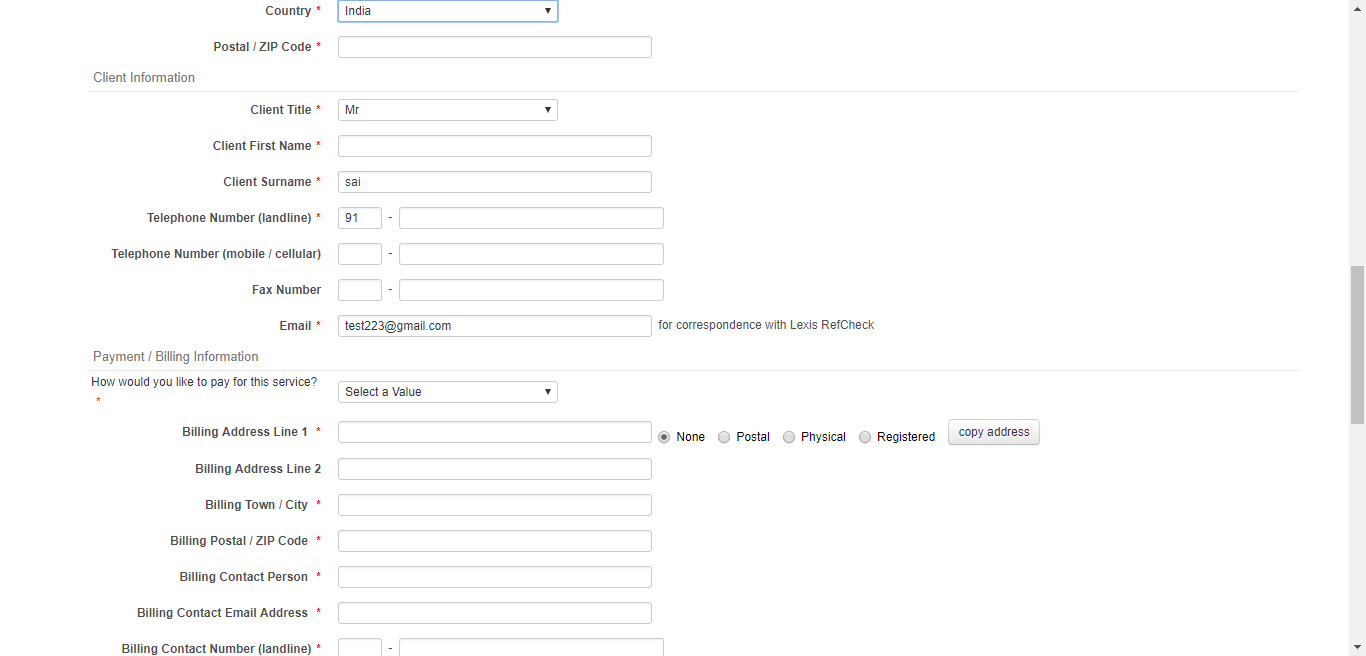 Country * India
Postal / ZIP Code *
Client Information
Client Title * Mr
Client First Name *
Client Surname * sai
Telephone Number (landline) * 91 -
Telephone Number (mobile / cellular) -
Fax Number -
Email * test223@gmail.com for correspondence with Lexis RefCheck
Payment / Billing Information
How would you like to pay for this service? Select a Value
*
Billing Address Line 1 * None Postal Physical Registered copy address
Billing Address Line 2
Billing Town / City *
Billing Postal / ZIP Code *
Billing Contact Person *
Billing Contact Email Address *
Billing Contact Number (landline) * -